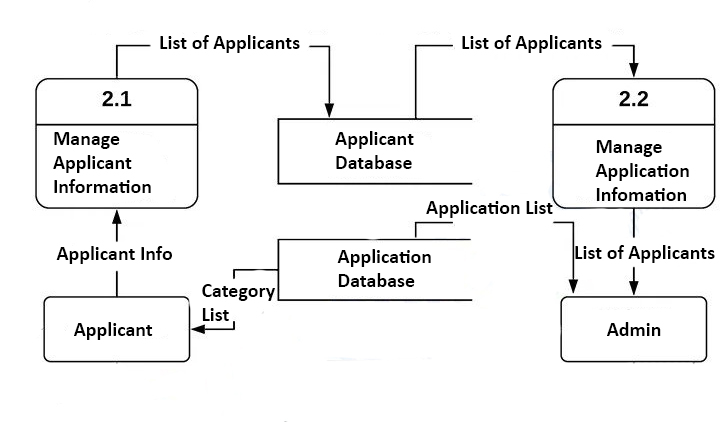 List of Applicants
List of Applicants
2.1
2.2
Manage
Applicant
Information
Applicant
Database
Manage
Application
Infomation
Application List
Applicant Info
Application
Database
List of Applicants
Category
List
Applicant
Admin